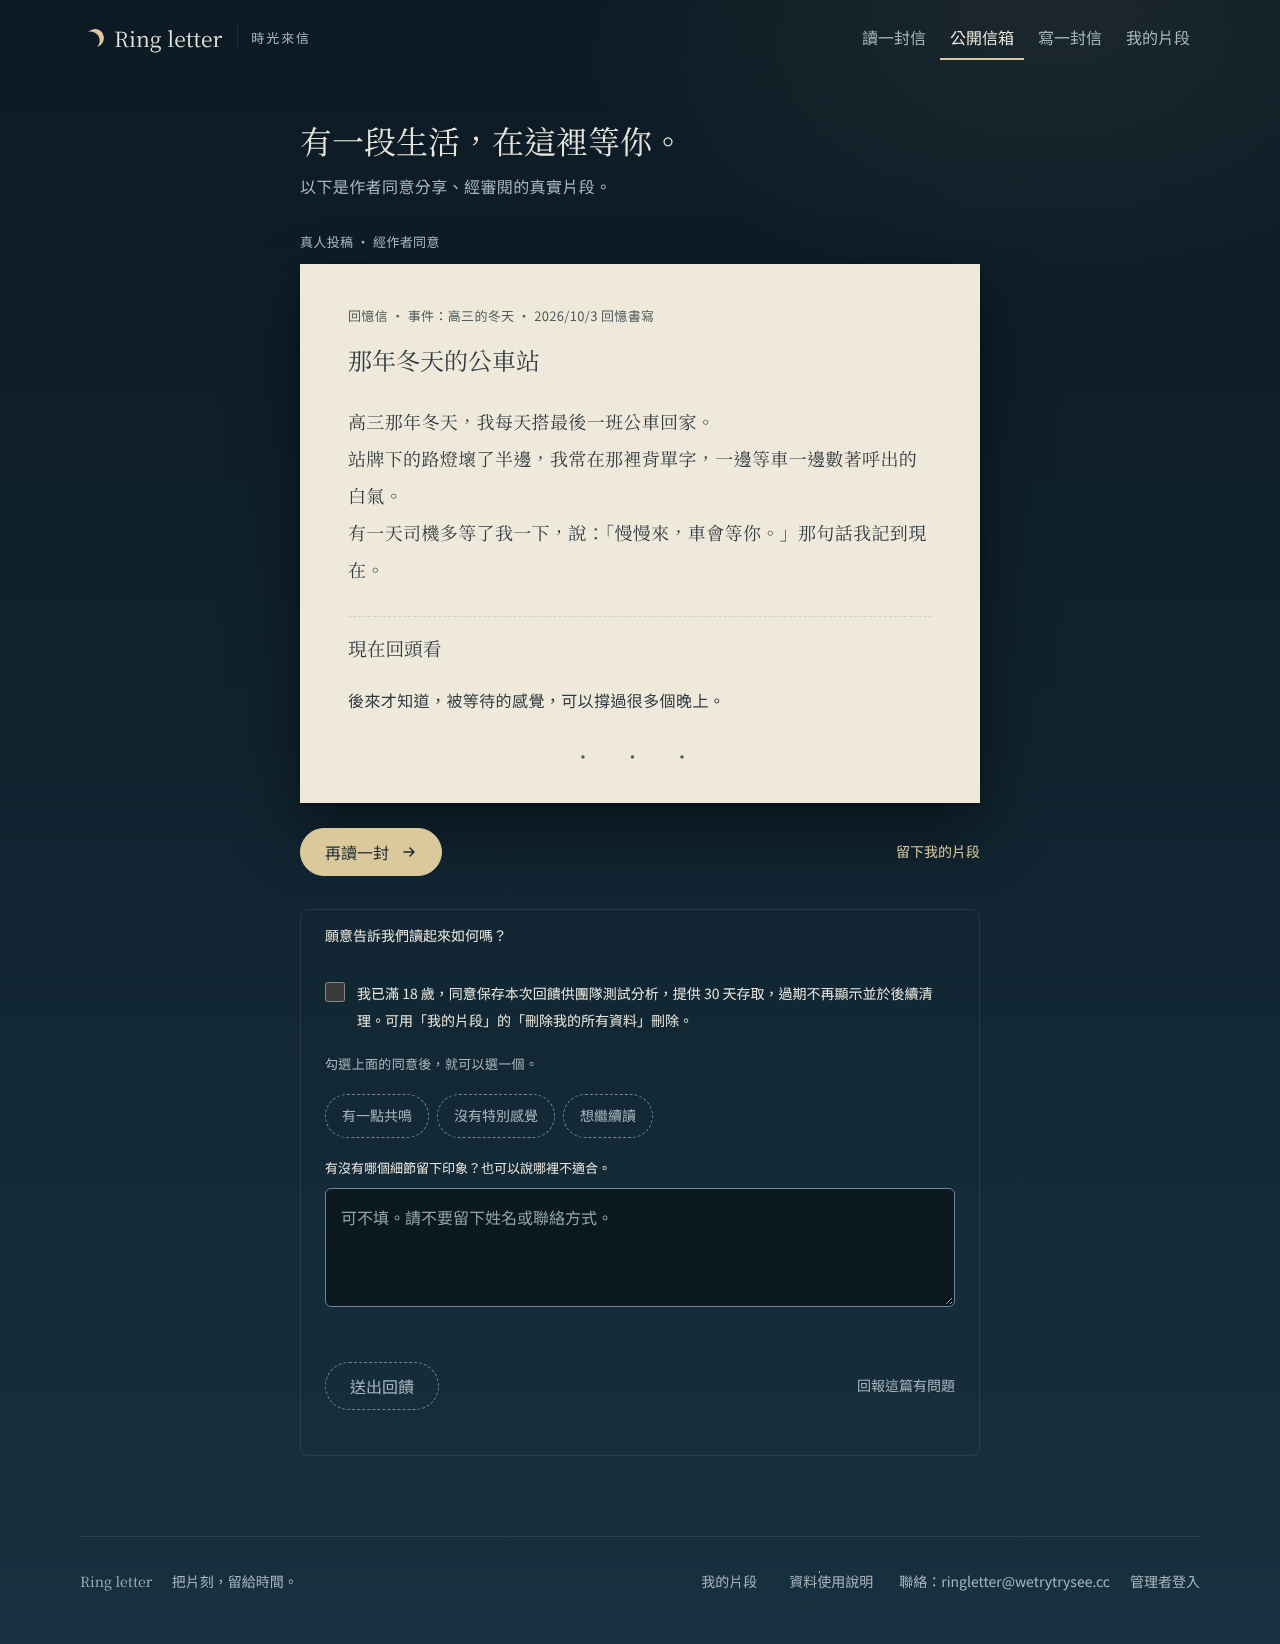 Ring letter
時光來信
讀一封信
公開信箱
寫一封信
我的片段
有一段生活，在這裡等你。
以下是作者同意分享、經審閱的真實片段。
真人投稿 · 經作者同意
回憶信 · 事件：高三的冬天 · 2026/10/3 回憶書寫
那年冬天的公車站
高三那年冬天，我每天搭最後一班公車回家。
站牌下的路燈壞了半邊，我常在那裡背單字，一邊等車一邊數著呼出的
白氣。
有一天司機多等了我一下，說：「慢慢來，車會等你。」那句話我記到現
在。
現在回頭看
後來才知道，被等待的感覺，可以撐過很多個晚上。
· · ·
再讀一封 →
留下我的片段
願意告訴我們讀起來如何嗎？
我已滿 18 歲，同意保存本次回饋供團隊測試分析，提供 30 天存取，過期不再顯示並於後續清
理。可用「我的片段」的「刪除我的所有資料」刪除。
勾選上面的同意後，就可以選一個。
有一點共鳴
沒有特別感覺
想繼續讀
有沒有哪個細節留下印象？也可以說哪裡不適合。
可不填。請不要留下姓名或聯絡方式。
送出回饋
回報這篇有問題
Ring letter
把片刻，留給時間。
我的片段
資料使用說明
聯絡：ringletter@wetrytrysee.cc
管理者登入